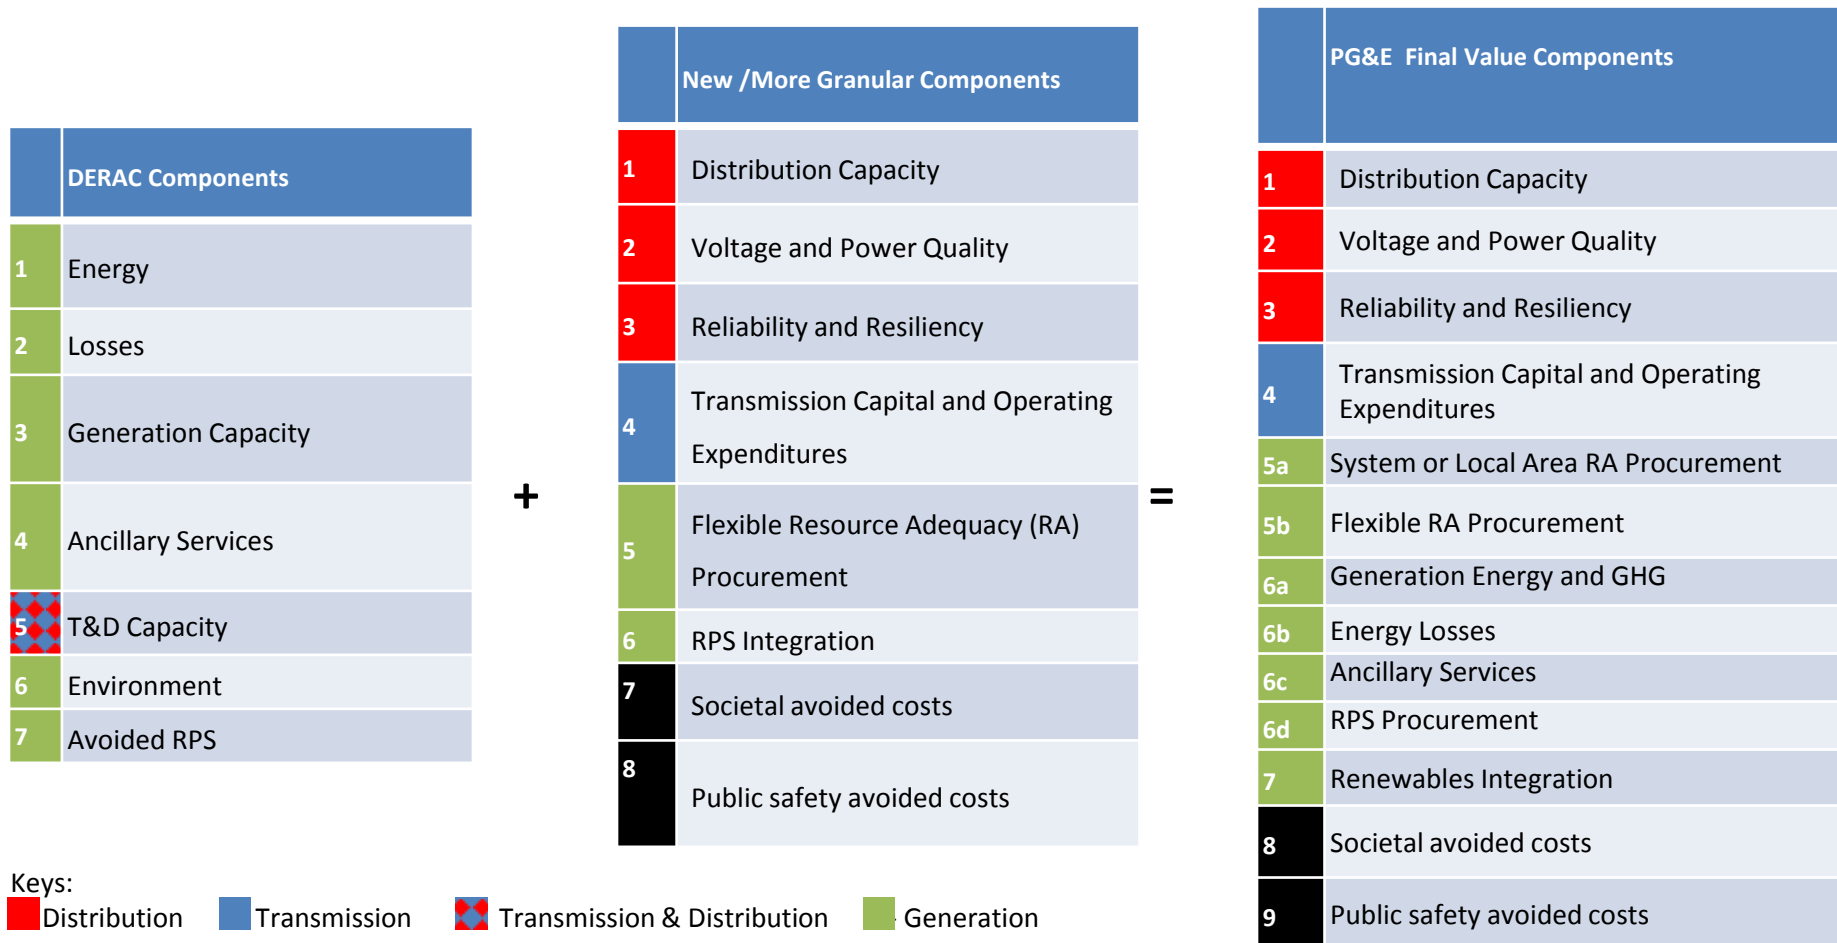 DERAC Components
1 Energy
2 Losses
3 Generation Capacity
4 Ancillary Services
5 T&D Capacity
6 Environment
7 Avoided RPS
+
New /More Granular Components
1 Distribution Capacity
2 Voltage and Power Quality
3 Reliability and Resiliency
4 Transmission Capital and Operating
Expenditures
5 Flexible Resource Adequacy (RA)
Procurement
6 RPS Integration
7 Societal avoided costs
8 Public safety avoided costs
=
PG&E Final Value Components
1 Distribution Capacity
2 Voltage and Power Quality
3 Reliability and Resiliency
4 Transmission Capital and Operating
Expenditures
5a System or Local Area RA Procurement
5b Flexible RA Procurement
6a Generation Energy and GHG
6b Energy Losses
6c Ancillary Services
6d RPS Procurement
7 Renewables Integration
8 Societal avoided costs
9 Public safety avoided costs
Keys:
Distribution Transmission Transmission & Distribution Generation